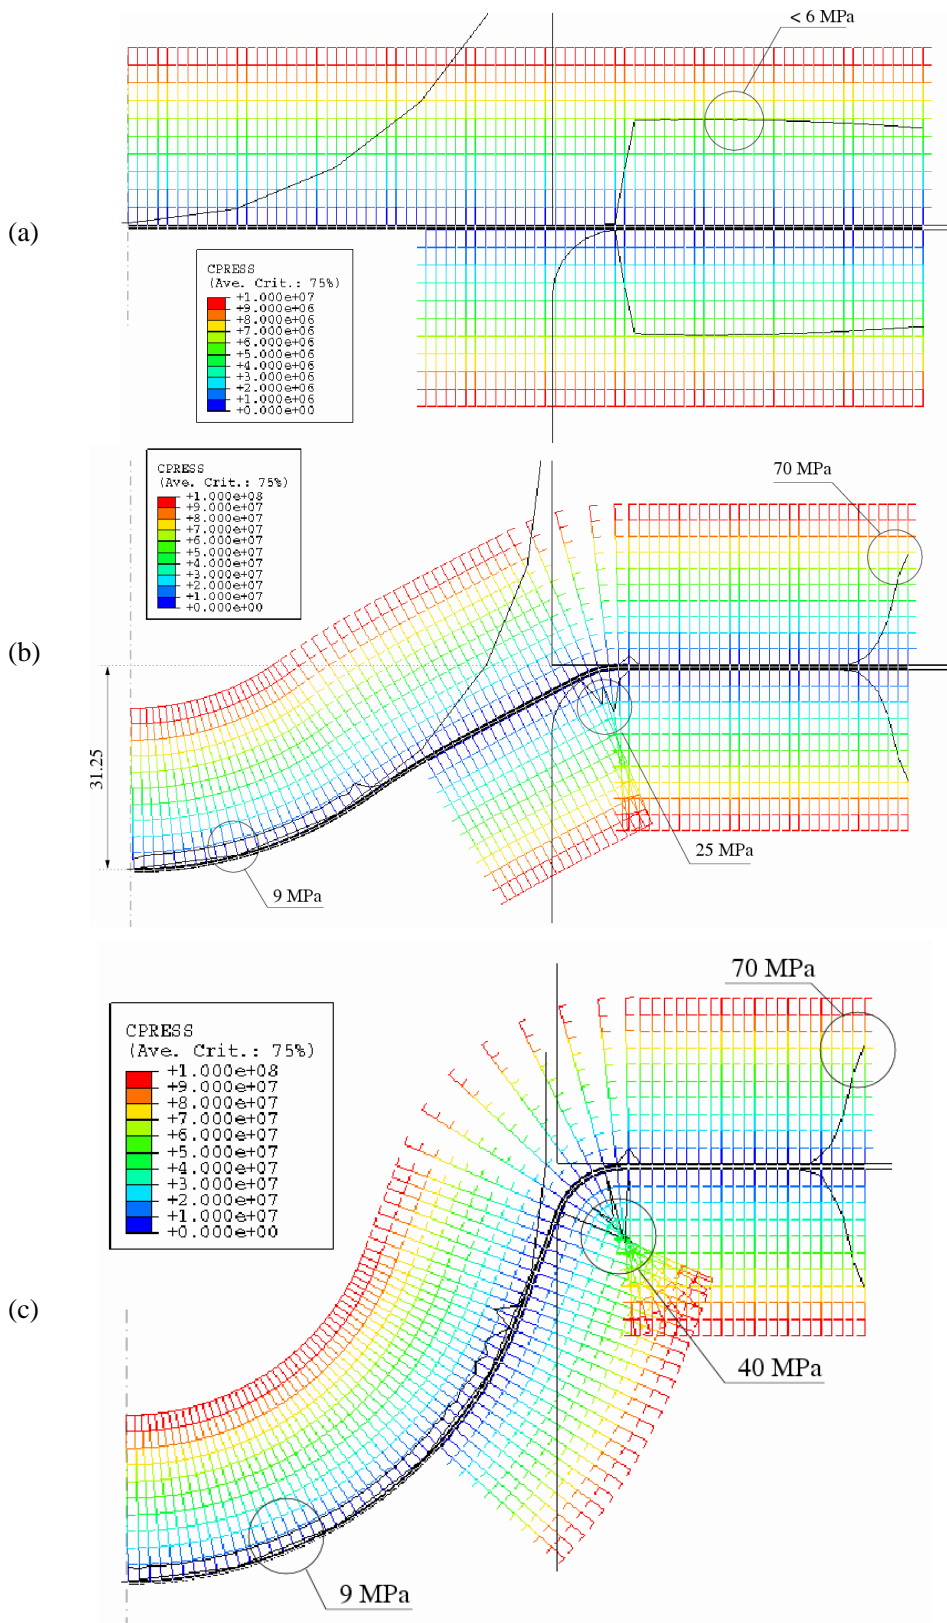 < 6 MPa
(a)
CPRESS
(Ave. Crit.: 75%)
+1.000e+07
+9.000e+06
+8.000e+06
+7.000e+06
+6.000e+06
+5.000e+06
+4.000e+06
+3.000e+06
+2.000e+06
+1.000e+06
+0.000e+00
CPRESS
(Ave. Crit.: 75%)
+1.000e+08
+9.000e+07
+8.000e+07
+7.000e+07
+6.000e+07
+5.000e+07
+4.000e+07
+3.000e+07
+2.000e+07
+1.000e+07
+0.000e+00
70 MPa
(b)
31.25
25 MPa
9 MPa
70 MPa
CPRESS
(Ave. Crit.: 75%)
+1.000e+08
+9.000e+07
+8.000e+07
+7.000e+07
+6.000e+07
+5.000e+07
+4.000e+07
+3.000e+07
+2.000e+07
+1.000e+07
+0.000e+00
(c)
40 MPa
9 MPa